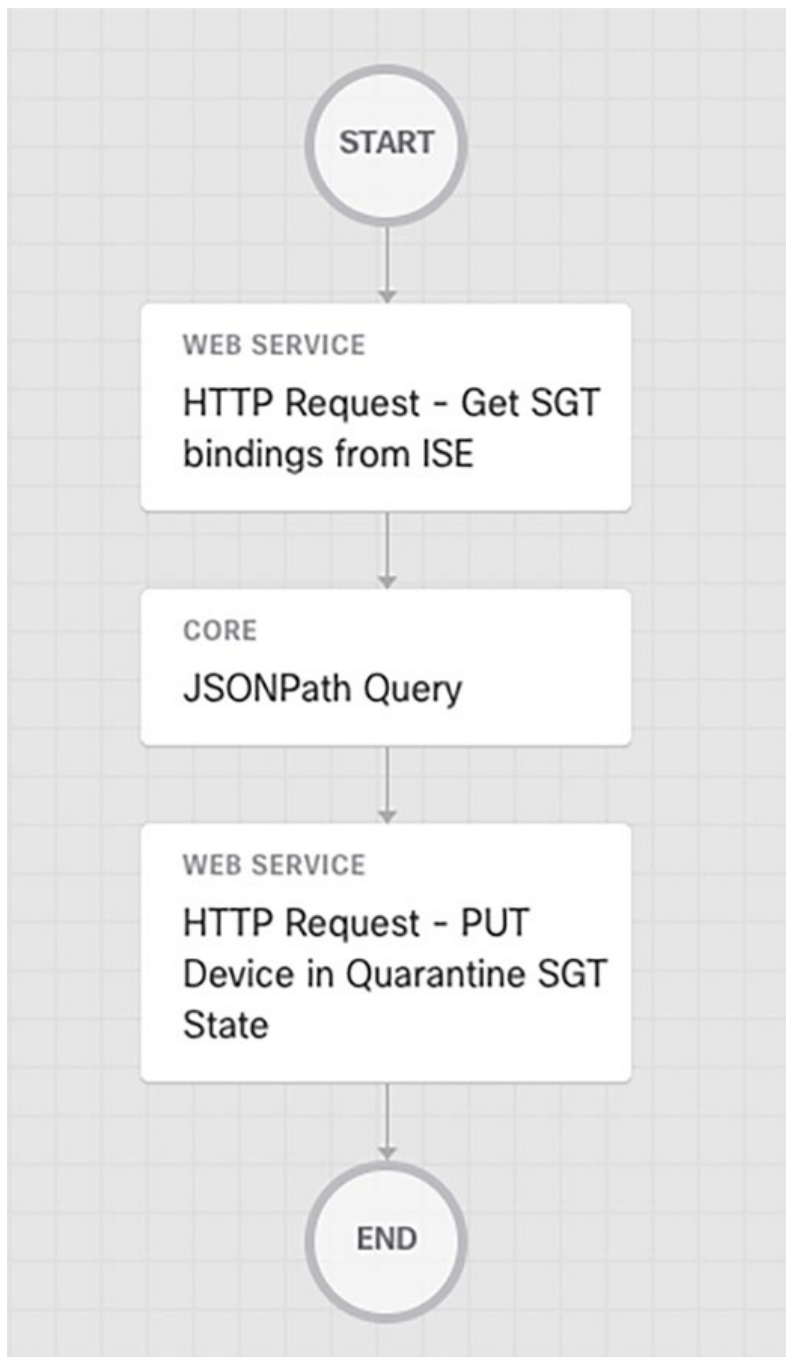 START
WEB SERVICE
HTTP Request - Get SGT
bindings from ISE
CORE
JSONPath Query
WEB SERVICE
HTTP Request - PUT
Device in Quarantine SGT
State
END